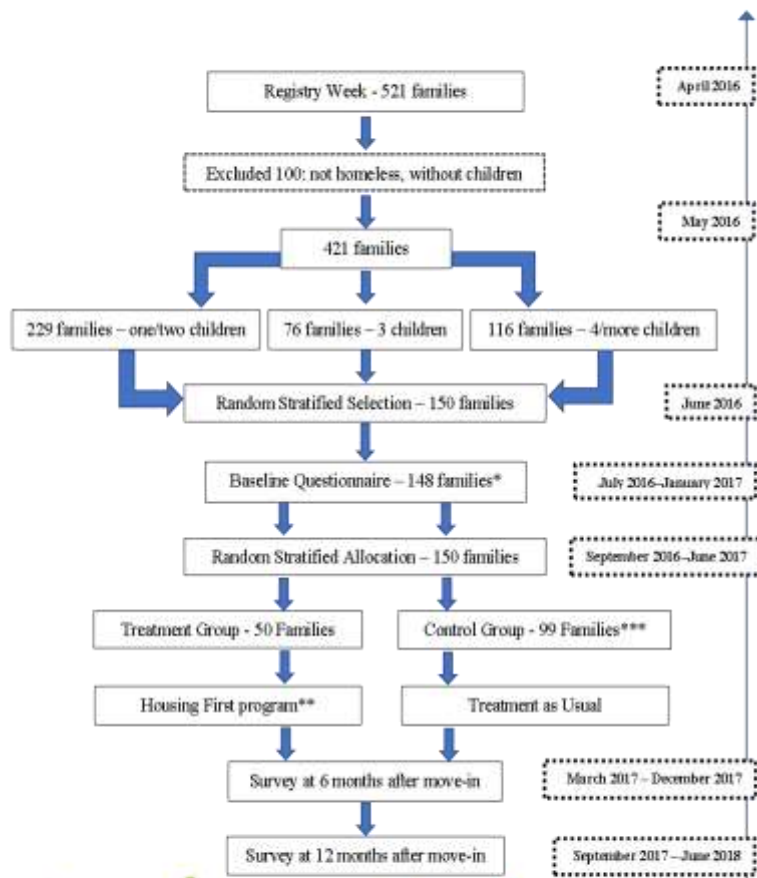 Registry Week - 521 families
April 2016
Excluded 100: not homeless, without children
May 2016
421 families
229 families – one/two children
76 families – 3 children
116 families – 4/more children
Random Stratified Selection – 150 families
June 2016
Baseline Questionnaire – 148 families*
July 2016–January 2017
Random Stratified Allocation – 150 families
September 2016–June 2017
Treatment Group - 50 Families
Control Group - 99 Families***
Housing First program**
Treatment as Usual
Survey at 6 months after move-in
March 2017 – December 2017
Survey at 12 months after move-in
September 2017—June 2018